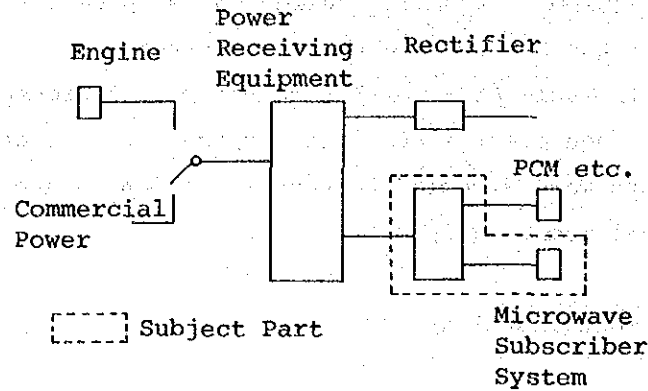 Engine
Power
Receiving
Equipment
Rectifier
Commercial
Power
PCM etc.
Subject Part
Microwave
Subscriber
System